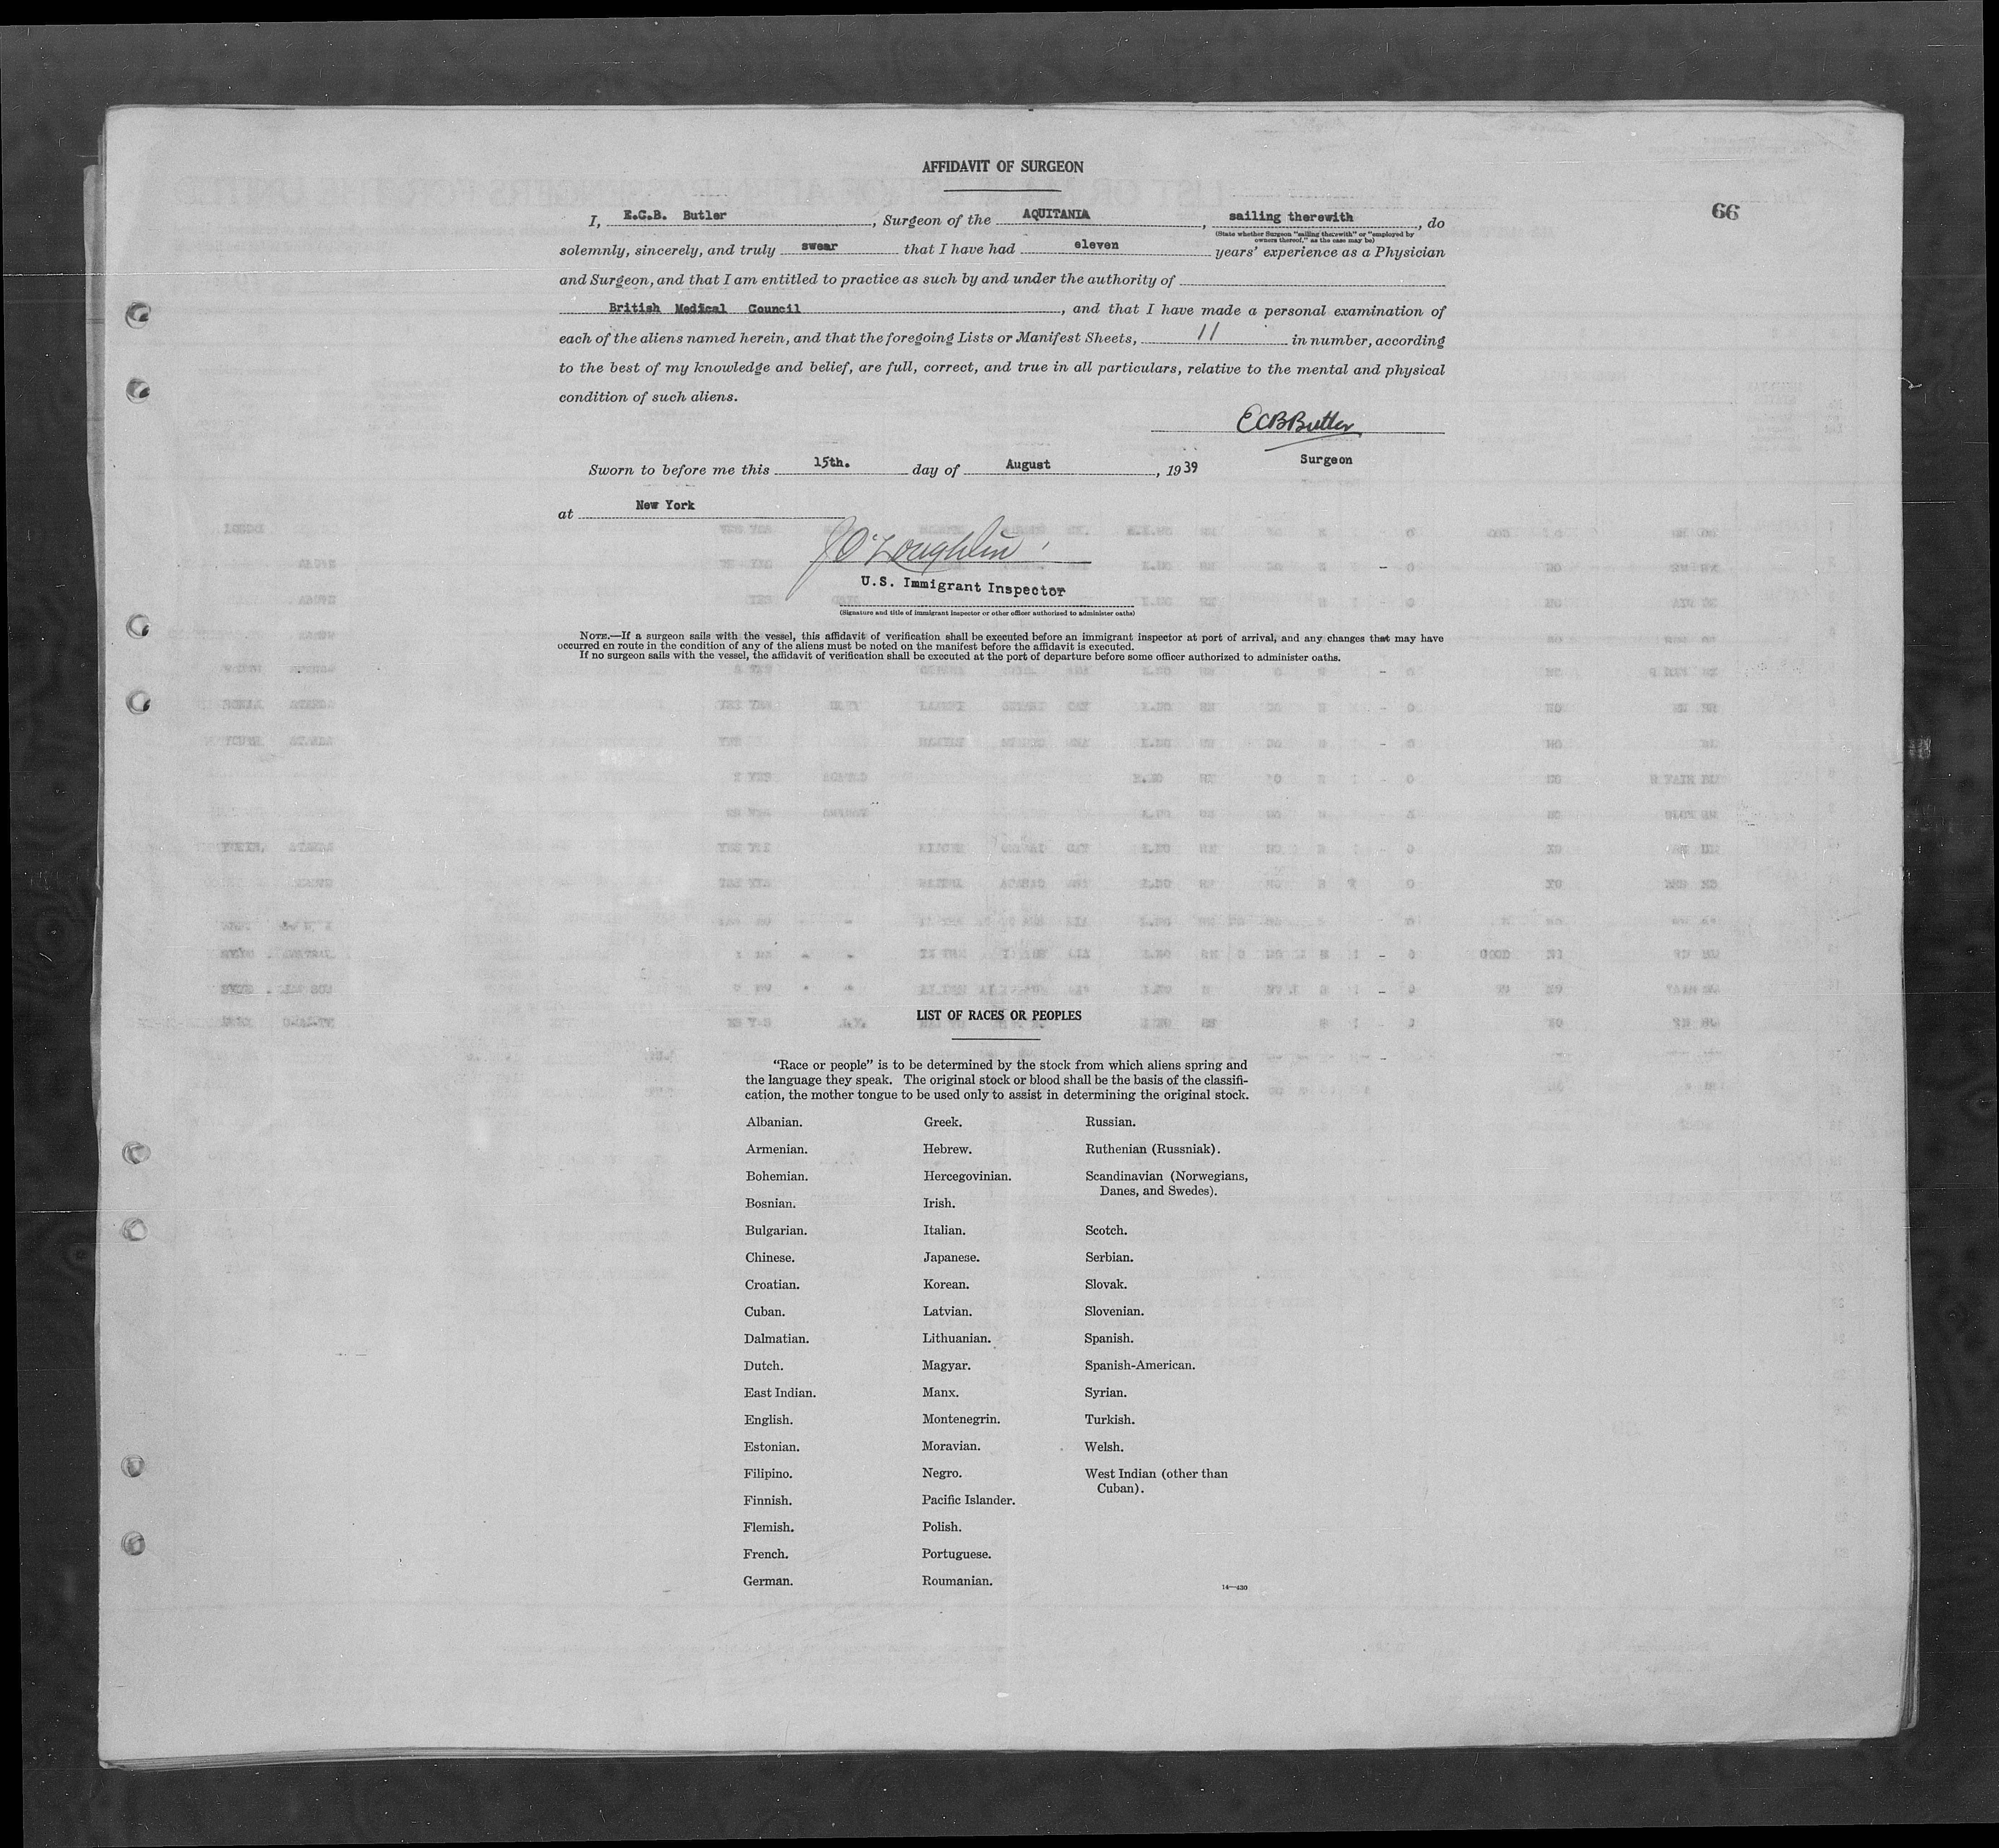 AFFIDAVIT OF SURGEON
66
I, E.C.B. Butler, Surgeon of the AQUITANIA, sailing therewith, do
(State whether Surgeon "sailing therewith" or "employed by
owners thereof," as the case may be)
solemnly, sincerely, and truly swear that I have had eleven years' experience as a Physician
and Surgeon, and that I am entitled to practice as such by and under the authority of
British Medical Council, and that I have made a personal examination of
each of the aliens named herein, and that the foregoing Lists or Manifest Sheets, 11 in number, according
to the best of my knowledge and belief, are full, correct, and true in all particulars, relative to the mental and physical
condition of such aliens.
ECBButler
Surgeon
Sworn to before me this 15th. day of August, 1939
at New York
J O'Loughlin
U.S. Immigrant Inspector
(Signature and title of immigrant inspector or other officer authorized to administer oaths)
NOTE.—If a surgeon sails with the vessel, this affidavit of verification shall be executed before an immigrant inspector at port of arrival, and any changes that may have
occurred en route in the condition of any of the aliens must be noted on the manifest before the affidavit is executed.
If no surgeon sails with the vessel, the affidavit of verification shall be executed at the port of departure before some officer authorized to administer oaths.
LIST OF RACES OR PEOPLES
"Race or people" is to be determined by the stock from which aliens spring and
the language they speak. The original stock or blood shall be the basis of the classifi-
cation, the mother tongue to be used only to assist in determining the original stock.
Albanian.
Armenian.
Bohemian.
Bosnian.
Bulgarian.
Chinese.
Croatian.
Cuban.
Dalmatian.
Dutch.
East Indian.
English.
Estonian.
Filipino.
Finnish.
Flemish.
French.
German.
Greek.
Hebrew.
Hercegovinian.
Irish.
Italian.
Japanese.
Korean.
Latvian.
Lithuanian.
Magyar.
Manx.
Montenegrin.
Moravian.
Negro.
Pacific Islander.
Polish.
Portuguese.
Roumanian.
Russian.
Ruthenian (Russniak).
Scandinavian (Norwegians,
Danes, and Swedes).
Scotch.
Serbian.
Slovak.
Slovenian.
Spanish.
Spanish-American.
Syrian.
Turkish.
Welsh.
West Indian (other than
Cuban).
14—430